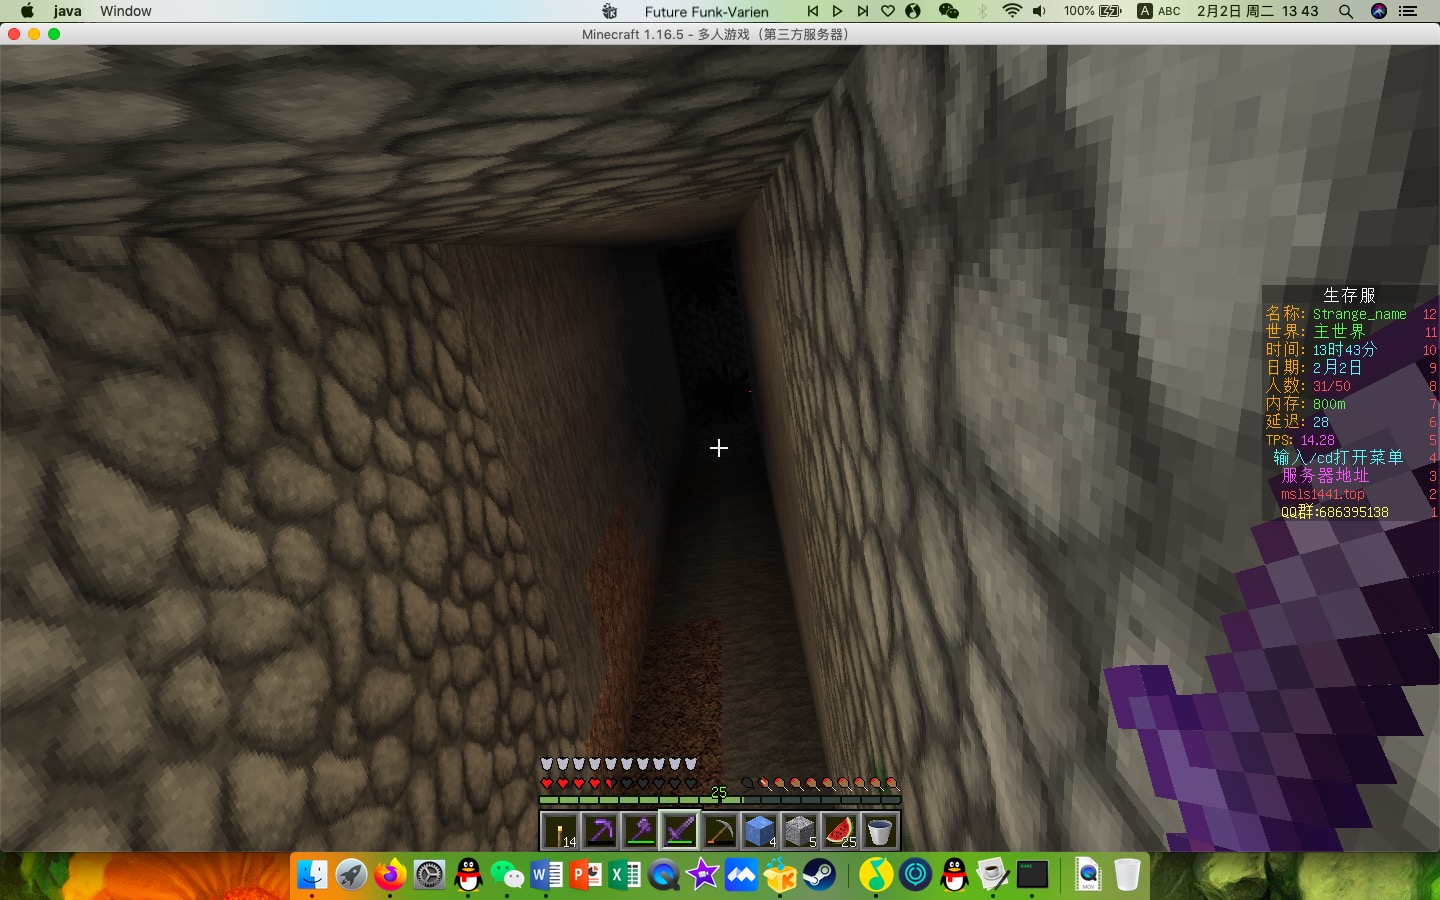 java Window Future Funk-Varien 100% A ABC 2月2日 周二 13 43
Minecraft 1.16.5 - 多人游戏（第三方服务器）
生存服
名称: Strange_name 12
世界: 主世界 11
时间: 13时43分 10
日期: 2月2日 9
人数: 31/50 8
内存: 800m 7
延迟: 28 6
TPS: 14.28 5
输入/cd打开菜单 4
服务器地址 3
msls1441.top 2
QQ群:686395138 1
25
14 4 5 25
W P X K
MOV